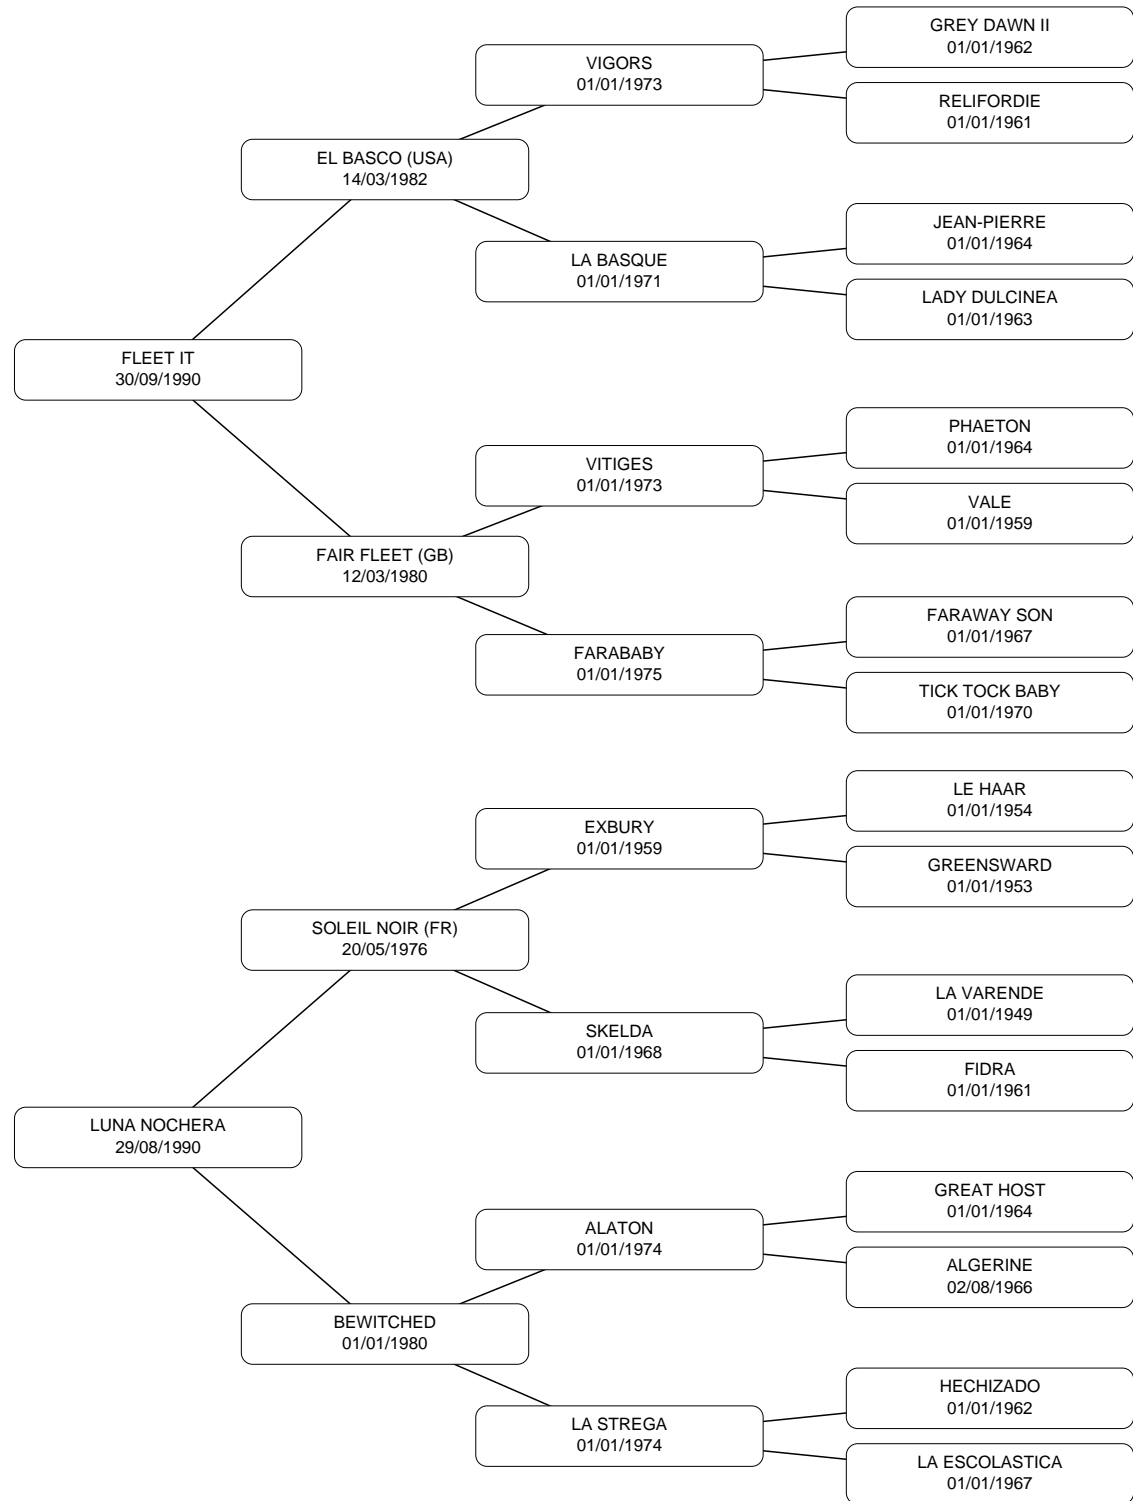 GREY DAWN II
01/01/1962
VIGORS
01/01/1973
RELIFORDIE
01/01/1961
EL BASCO (USA)
14/03/1982
JEAN-PIERRE
01/01/1964
LA BASQUE
01/01/1971
LADY DULCINEA
01/01/1963
FLEET IT
30/09/1990
PHAETON
01/01/1964
VITIGES
01/01/1973
VALE
01/01/1959
FAIR FLEET (GB)
12/03/1980
FARAWAY SON
01/01/1967
FARABABY
01/01/1975
TICK TOCK BABY
01/01/1970
LE HAAR
01/01/1954
EXBURY
01/01/1959
GREENSWARD
01/01/1953
SOLEIL NOIR (FR)
20/05/1976
LA VARENDE
01/01/1949
SKELDA
01/01/1968
FIDRA
01/01/1961
LUNA NOCHERA
29/08/1990
GREAT HOST
01/01/1964
ALATON
01/01/1974
ALGERINE
02/08/1966
BEWITCHED
01/01/1980
HECHIZADO
01/01/1962
LA STREGA
01/01/1974
LA ESCOLASTICA
01/01/1967